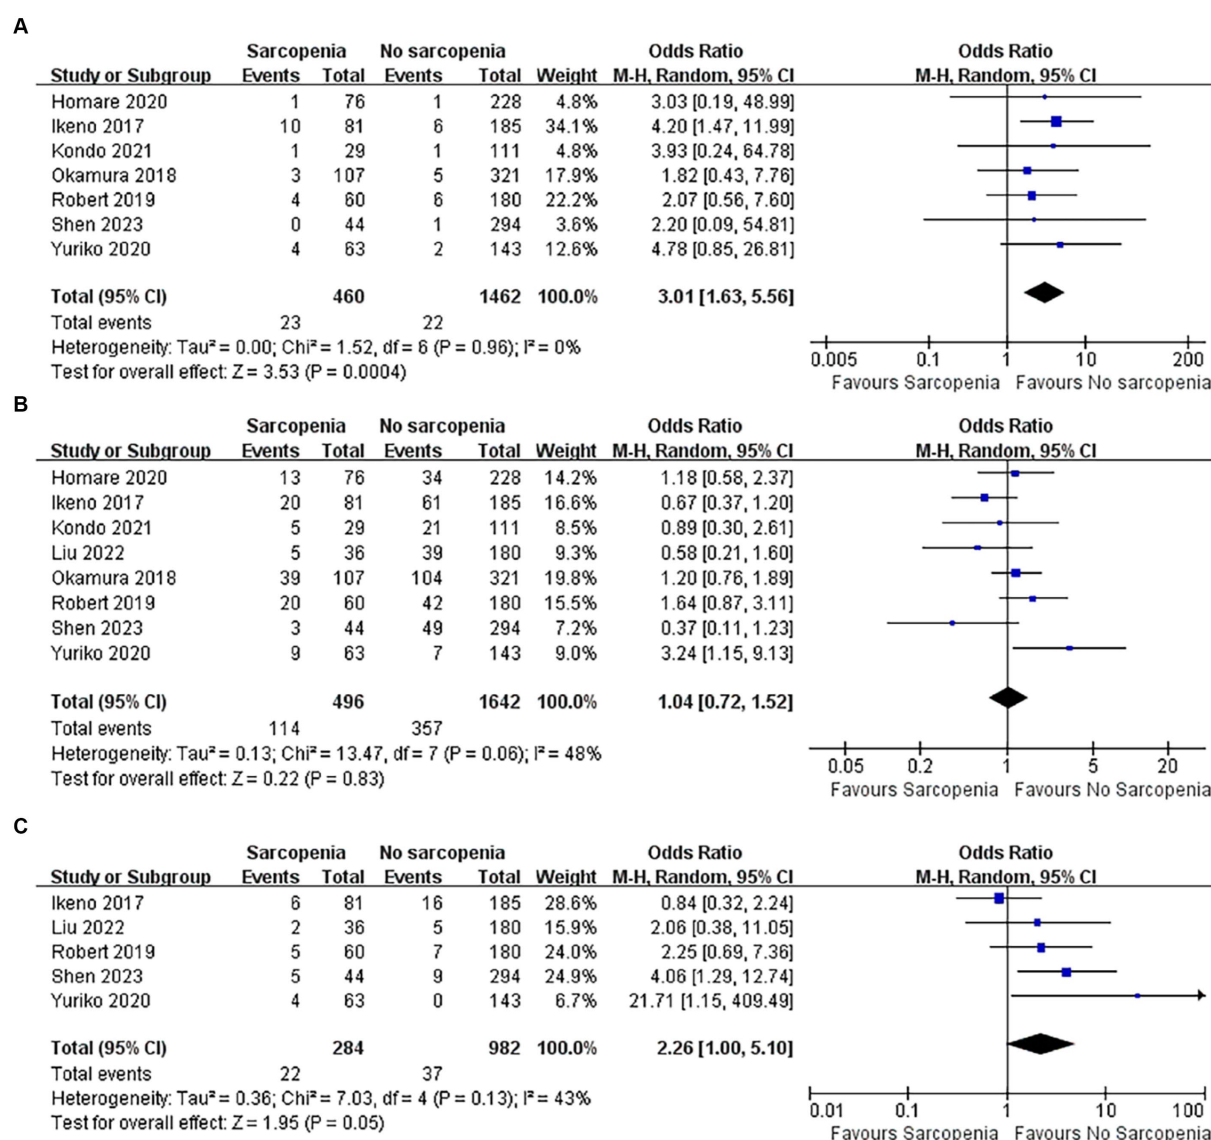 A
Sarcopenia No sarcopenia Odds Ratio Odds Ratio
Study or Subgroup Events Total Events Total Weight M-H, Random, 95% CI M-H, Random, 95% CI
Homare 2020 1 76 1 228 4.8% 3.03 [0.19, 48.99]
Ikeno 2017 10 81 6 185 34.1% 4.20 [1.47, 11.99]
Kondo 2021 1 29 1 111 4.8% 3.93 [0.24, 64.78]
Okamura 2018 3 107 5 321 17.9% 1.82 [0.43, 7.76]
Robert 2019 4 60 6 180 22.2% 2.07 [0.56, 7.60]
Shen 2023 0 44 1 294 3.6% 2.20 [0.09, 54.81]
Yuriko 2020 4 63 2 143 12.6% 4.78 [0.85, 26.81]
Total (95% CI) 460 1462 100.0% 3.01 [1.63, 5.56]
Total events 23 22
Heterogeneity: Tau² = 0.00; Chi² = 1.52, df = 6 (P = 0.96); I² = 0%
Test for overall effect: Z = 3.53 (P = 0.0004)
0.005 0.1 1 10 200
Favours Sarcopenia Favours No sarcopenia
B
Sarcopenia No sarcopenia Odds Ratio Odds Ratio
Study or Subgroup Events Total Events Total Weight M-H, Random, 95% CI M-H, Random, 95% CI
Homare 2020 13 76 34 228 14.2% 1.18 [0.58, 2.37]
Ikeno 2017 20 81 61 185 16.6% 0.67 [0.37, 1.20]
Kondo 2021 5 29 21 111 8.5% 0.89 [0.30, 2.61]
Liu 2022 5 36 39 180 9.3% 0.58 [0.21, 1.60]
Okamura 2018 39 107 104 321 19.8% 1.20 [0.76, 1.89]
Robert 2019 20 60 42 180 15.5% 1.64 [0.87, 3.11]
Shen 2023 3 44 49 294 7.2% 0.37 [0.11, 1.23]
Yuriko 2020 9 63 7 143 9.0% 3.24 [1.15, 9.13]
Total (95% CI) 496 1642 100.0% 1.04 [0.72, 1.52]
Total events 114 357
Heterogeneity: Tau² = 0.13; Chi² = 13.47, df = 7 (P = 0.06); I² = 48%
Test for overall effect: Z = 0.22 (P = 0.83)
0.05 0.2 1 5 20
Favours Sarcopenia Favours No Sarcopenia
C
Sarcopenia No sarcopenia Odds Ratio Odds Ratio
Study or Subgroup Events Total Events Total Weight M-H, Random, 95% CI M-H, Random, 95% CI
Ikeno 2017 6 81 16 185 28.6% 0.84 [0.32, 2.24]
Liu 2022 2 36 5 180 15.9% 2.06 [0.38, 11.05]
Robert 2019 5 60 7 180 24.0% 2.25 [0.69, 7.36]
Shen 2023 5 44 9 294 24.9% 4.06 [1.29, 12.74]
Yuriko 2020 4 63 0 143 6.7% 21.71 [1.15, 409.49]
Total (95% CI) 284 982 100.0% 2.26 [1.00, 5.10]
Total events 22 37
Heterogeneity: Tau² = 0.36; Chi² = 7.03, df = 4 (P = 0.13); I² = 43%
Test for overall effect: Z = 1.95 (P = 0.05)
0.01 0.1 1 10 100
Favours Sarcopenia Favours No Sarcopenia